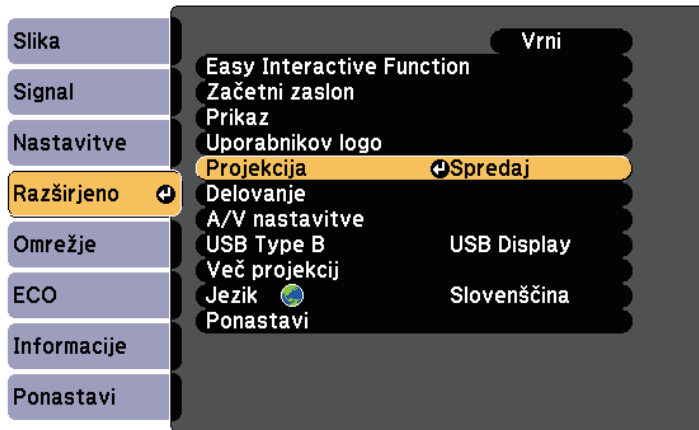 Slika
Signal
Nastavitve
Razširjeno
Omrežje
ECO
Informacije
Ponastavi
Vrni
Easy Interactive Function
Začetni zaslon
Prikaz
Uporabnikov logo
Projekcija Spredaj
Delovanje
A/V nastavitve
USB Type B USB Display
Več projekcij
Jezik Slovenščina
Ponastavi